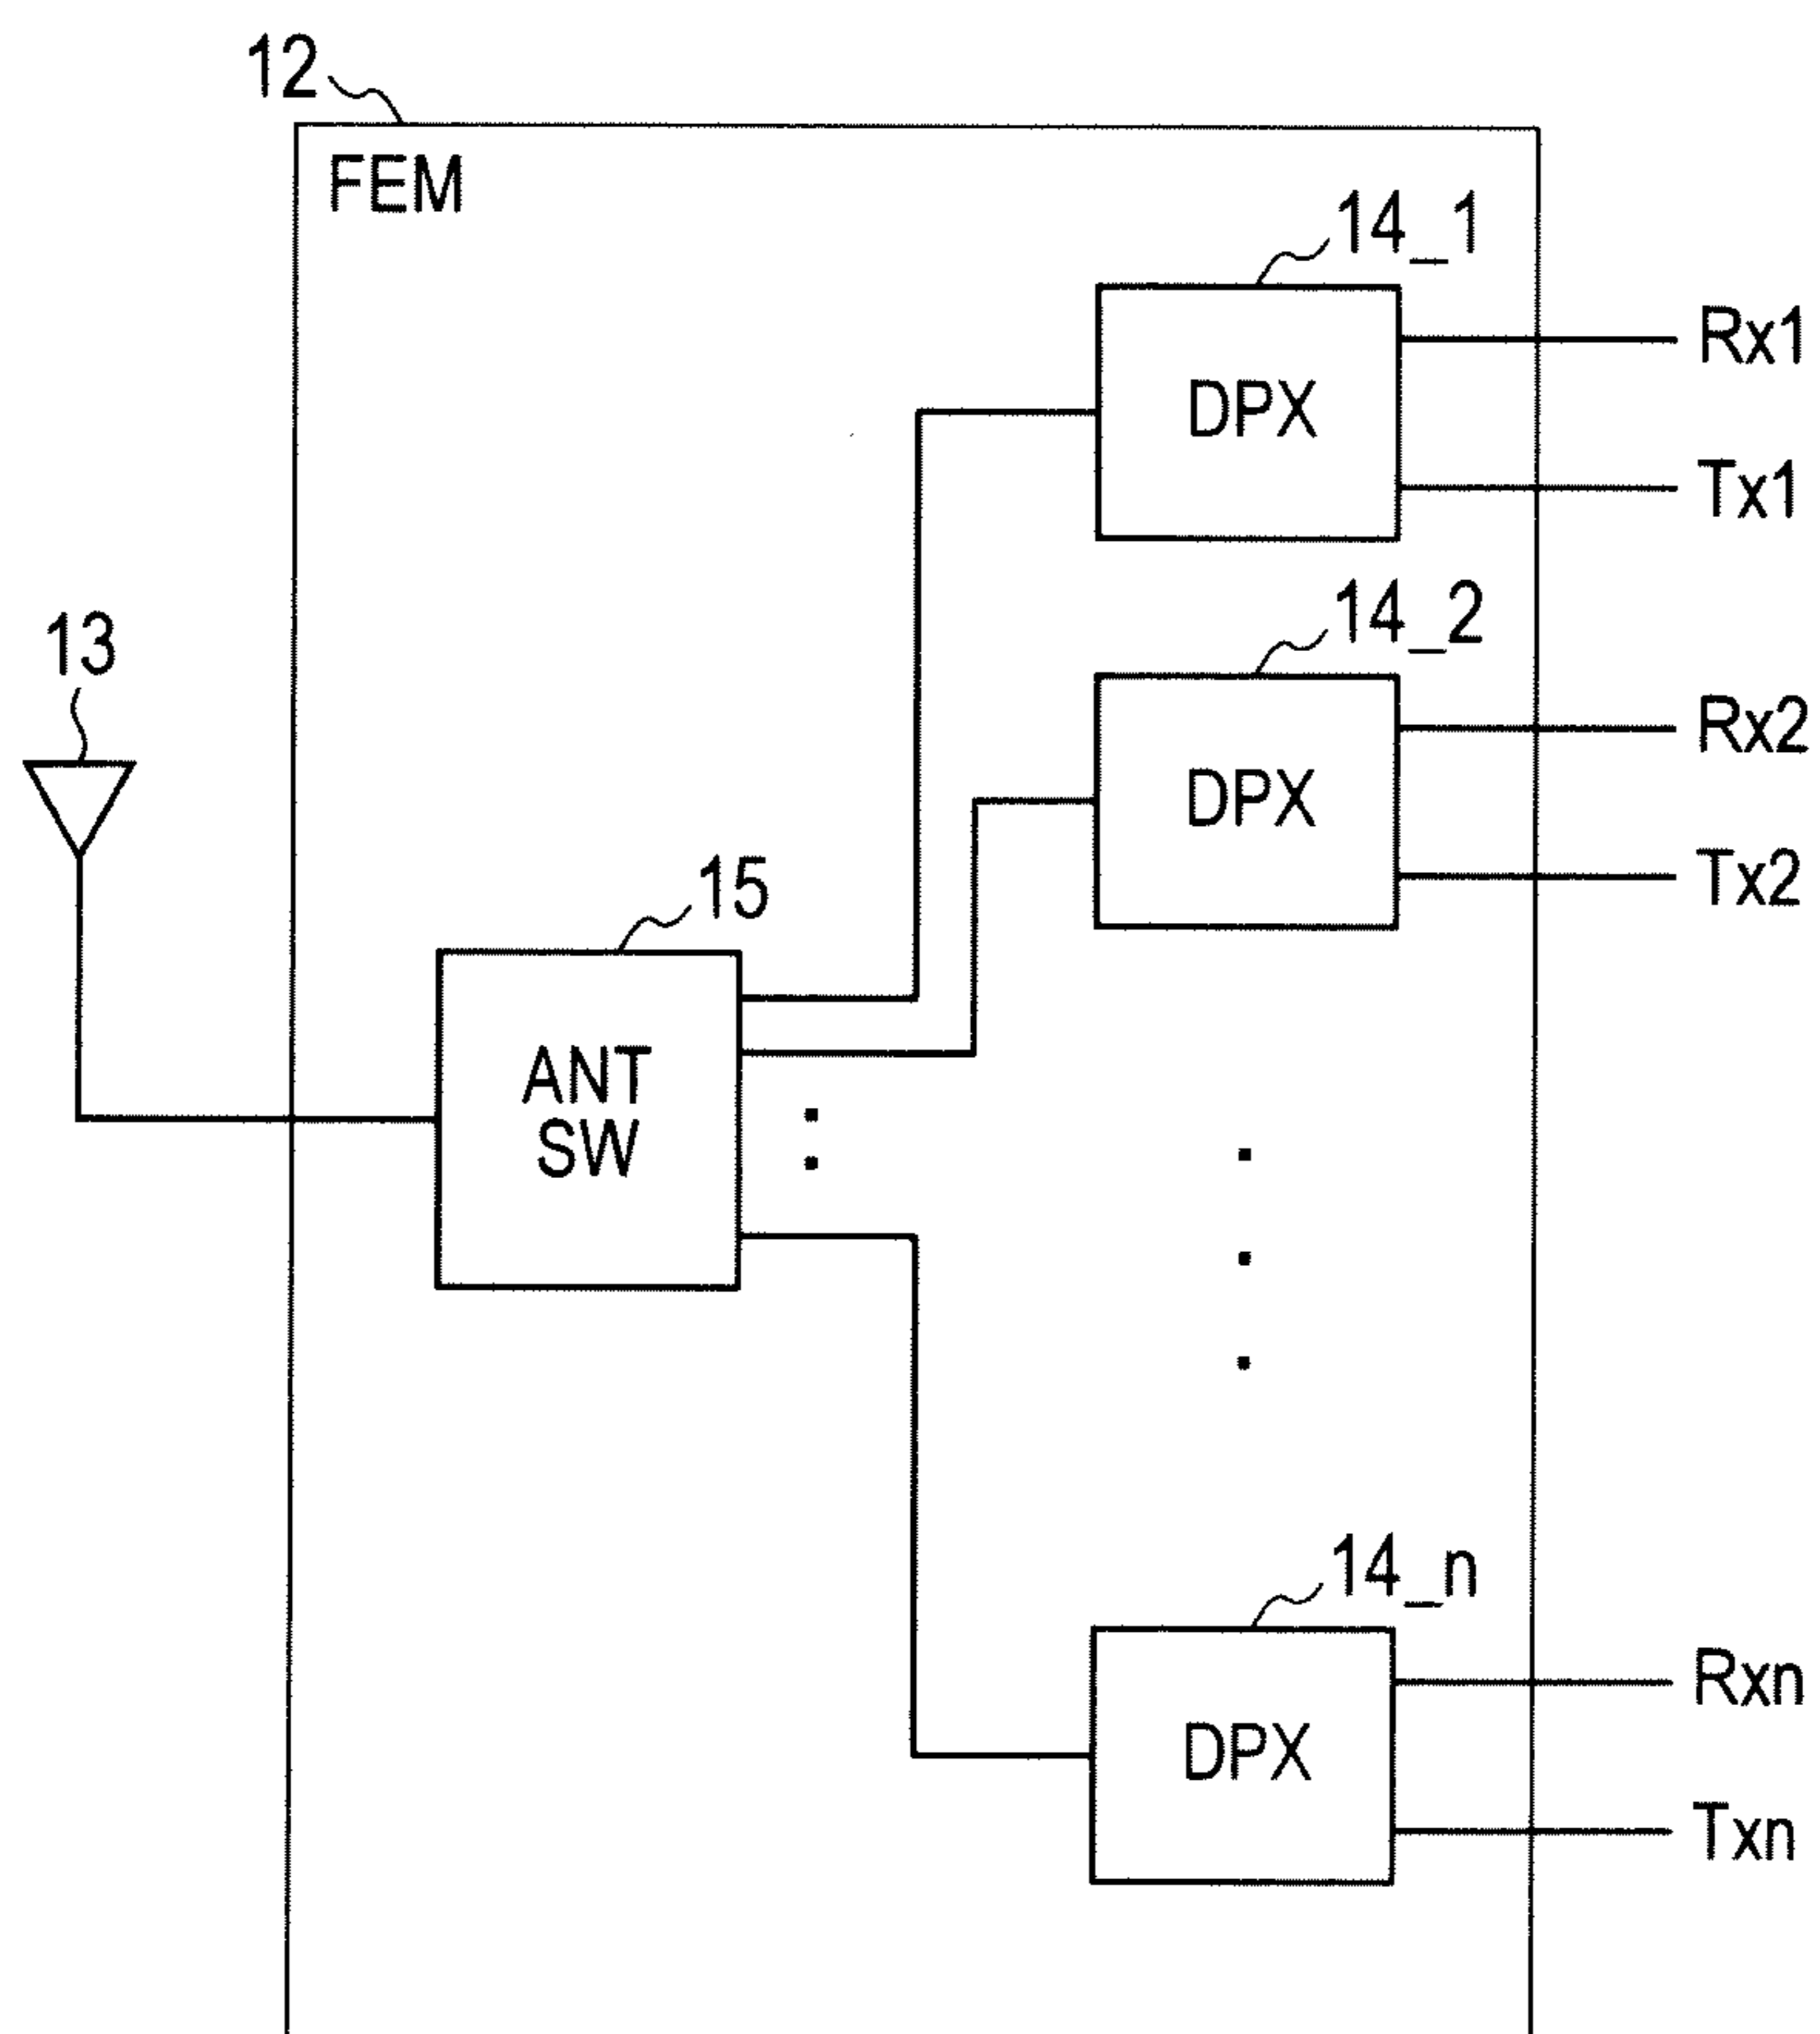 12
FEM
14_1
Rx1
DPX
Tx1
14_2
13
Rx2
DPX
Tx2
15
ANT
SW
14_n
Rxn
DPX
Txn